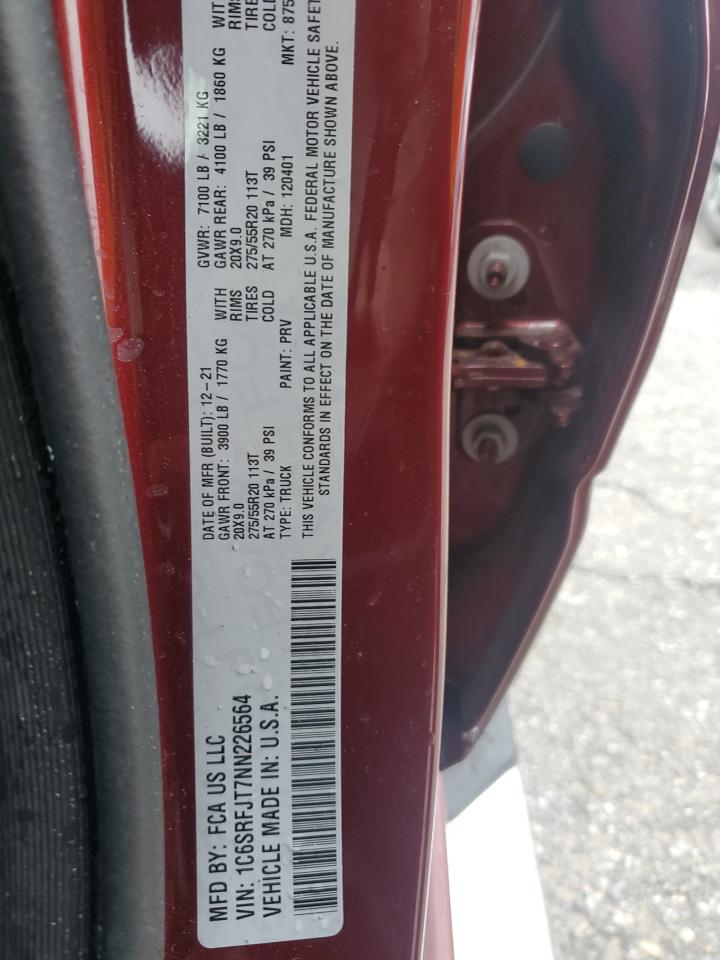 MFD BY: FCA US LLC
VIN: 1C6SRFJT7NN226564
VEHICLE MADE IN: U.S.A.
DATE OF MFR (BUILT): 12-21 GVWR: 7100 LB / 3221 KG
GAWR FRONT: 3900 LB / 1770 KG WITH GAWR REAR: 4100 LB / 1860 KG WIT
20X9.0 RIMS 20X9.0 RIMS
275/55R20 113T TIRES 275/55R20 113T TIRES
AT 270 kPa / 39 PSI COLD AT 270 kPa / 39 PSI COLD
TYPE: TRUCK PAINT: PRV MDH: 120401 MKT: 875
THIS VEHICLE CONFORMS TO ALL APPLICABLE U.S.A. FEDERAL MOTOR VEHICLE SAFET
STANDARDS IN EFFECT ON THE DATE OF MANUFACTURE SHOWN ABOVE.